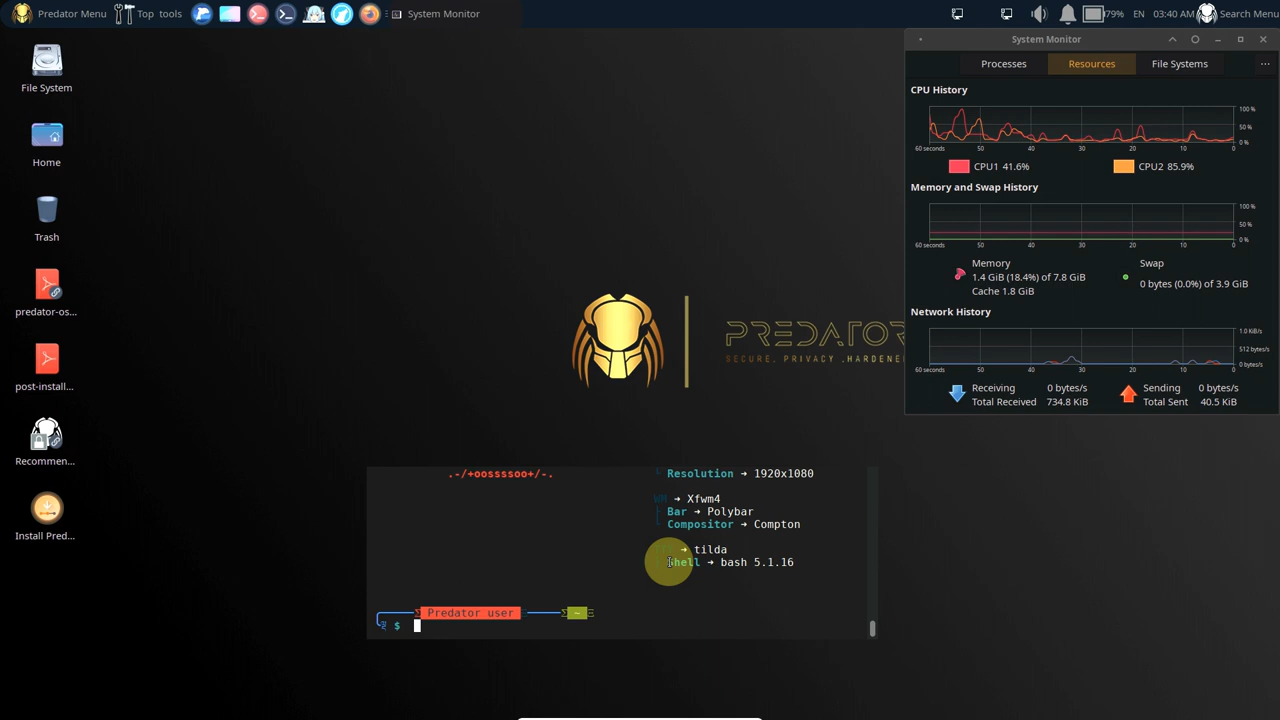 Predator Menu Top tools System Monitor 79% EN 03:40 AM Search Menu
File System
Home
Trash
predator-os...
post-install...
Recommen...
Install Pred...
System Monitor
Processes Resources File Systems
CPU History
100 %
50 %
0 %
60 seconds 50 40 30 20 10 0
CPU1 41.6% CPU2 85.9%
Memory and Swap History
100 %
50 %
0 %
60 seconds 50 40 30 20 10 0
Memory
1.4 GiB (18.4%) of 7.8 GiB
Cache 1.8 GiB
Swap
0 bytes (0.0%) of 3.9 GiB
Network History
1.0 KiB/s
512 bytes/s
0 bytes/s
60 seconds 50 40 30 20 10 0
Receiving 0 bytes/s
Total Received 734.8 KiB
Sending 0 bytes/s
Total Sent 40.5 KiB
PREDATOR
SECURE. PRIVACY .HARDENE
.-/+oossssoo+/-.
Resolution ➜ 1920x1080
WM ➜ Xfwm4
Bar ➜ Polybar
Compositor ➜ Compton
➜ tilda
Shell ➜ bash 5.1.16
Predator user ~
$